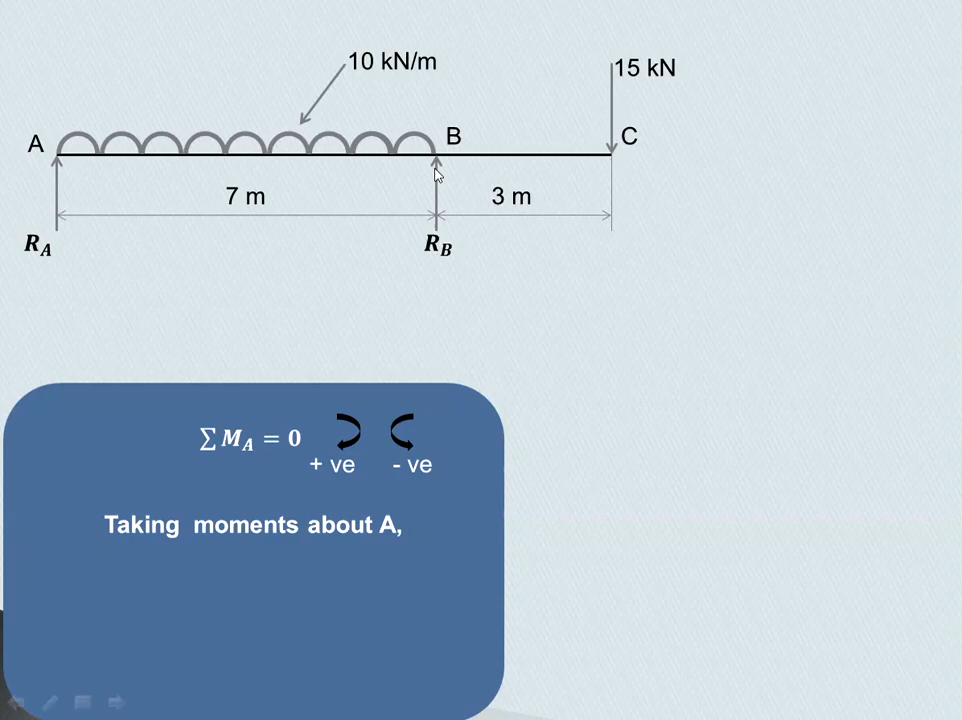 10 kN/m
15 kN
A
B
C
7 m
3 m
R_A
R_B
∑ M_A = 0
+ ve - ve
Taking moments about A,